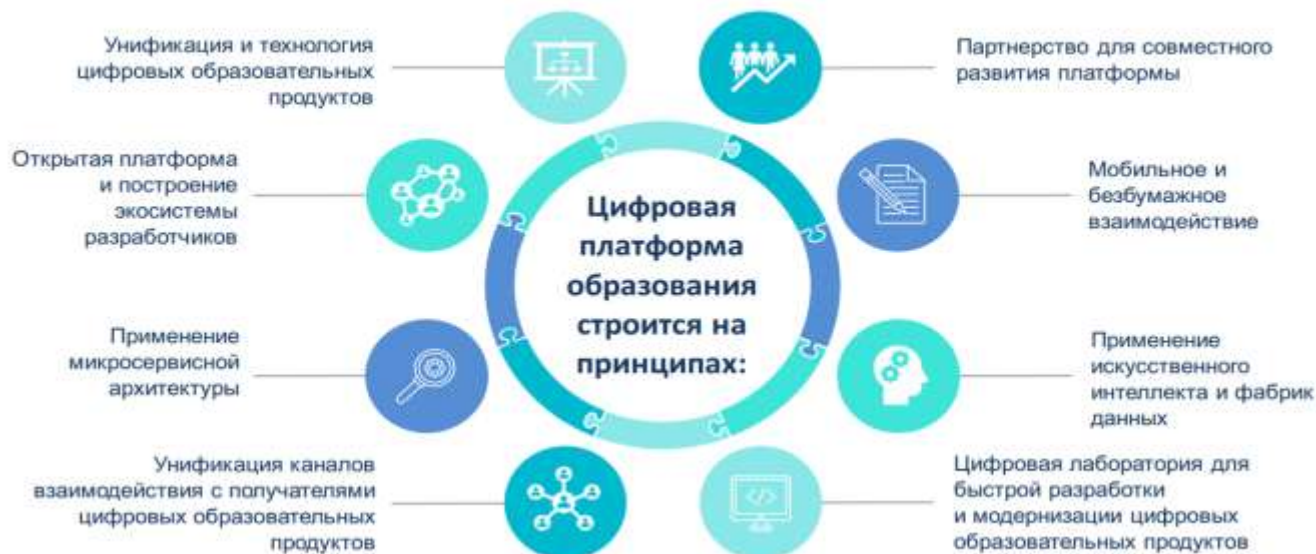 Унификация и технология
цифровых образовательных
продуктов
Партнерство для совместного
развития платформы
Открытая платформа
и построение
экосистемы
разработчиков
Мобильное и
безбумажное
взаимодействие
Цифровая
платформа
образования
строится на
принципах:
Применение
микросервисной
архитектуры
Применение
искусственного
интеллекта и фабрик
данных
Унификация каналов
взаимодействия с получателями
цифровых образовательных
продуктов
Цифровая лаборатория для
быстрой разработки
и модернизации цифровых
образовательных продуктов